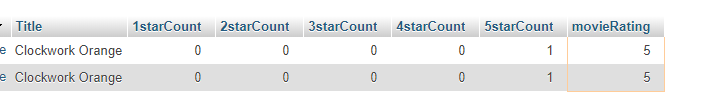 Title 1starCount 2starCount 3starCount 4starCount 5starCount movieRating
e Clockwork Orange 0 0 0 0 1 5
e Clockwork Orange 0 0 0 0 1 5